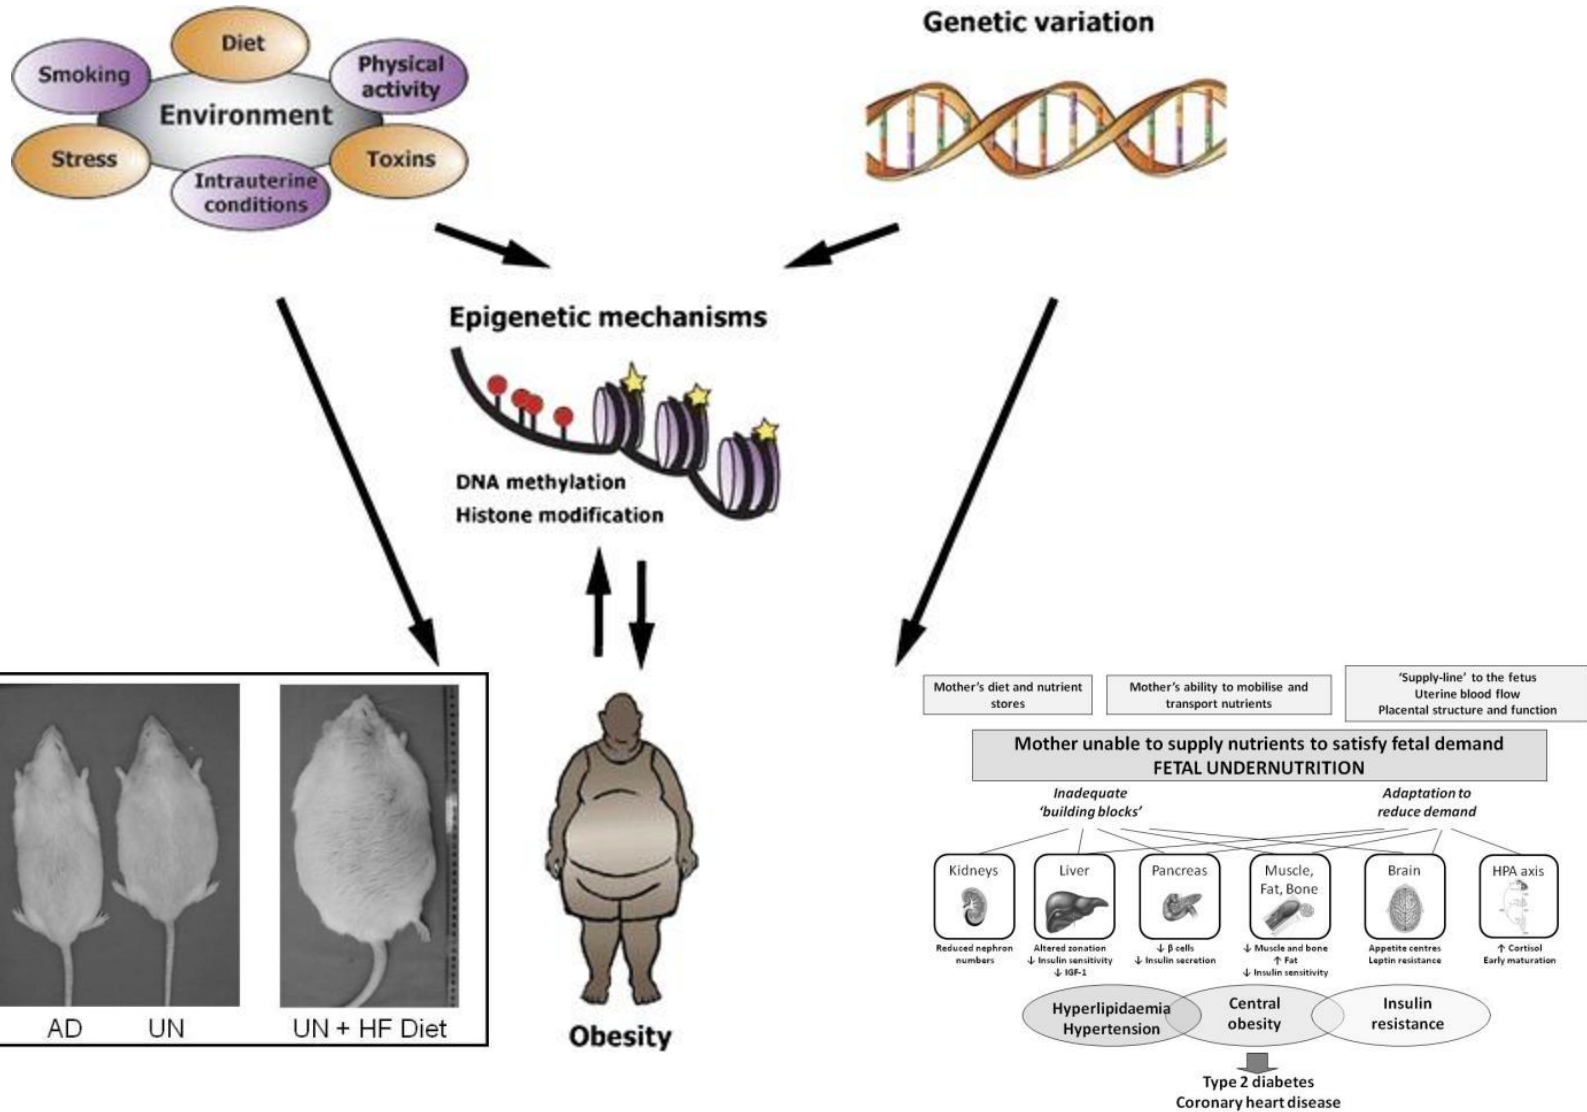 Genetic variation
Diet
Smoking
Physical
activity
Environment
Stress
Toxins
Intrauterine
conditions
Epigenetic mechanisms
DNA methylation
Histone modification
AD
UN
UN + HF Diet
Obesity
Mother's diet and nutrient
stores
Mother's ability to mobilise and
transport nutrients
'Supply-line' to the fetus
Uterine blood flow
Placental structure and function
Mother unable to supply nutrients to satisfy fetal demand
FETAL UNDERNUTRITION
Inadequate
'building blocks'
Adaptation to
reduce demand
Kidneys
Reduced nephron
numbers
Liver
Altered zonation
↓ Insulin sensitivity
↓ IGF-1
Pancreas
↓ β cells
↓ Insulin secretion
Muscle,
Fat, Bone
↓ Muscle and bone
↑ Fat
↓ Insulin sensitivity
Brain
Appetite centres
Leptin resistance
HPA axis
↑ Cortisol
Early maturation
Hyperlipidaemia
Hypertension
Central
obesity
Insulin
resistance
Type 2 diabetes
Coronary heart disease